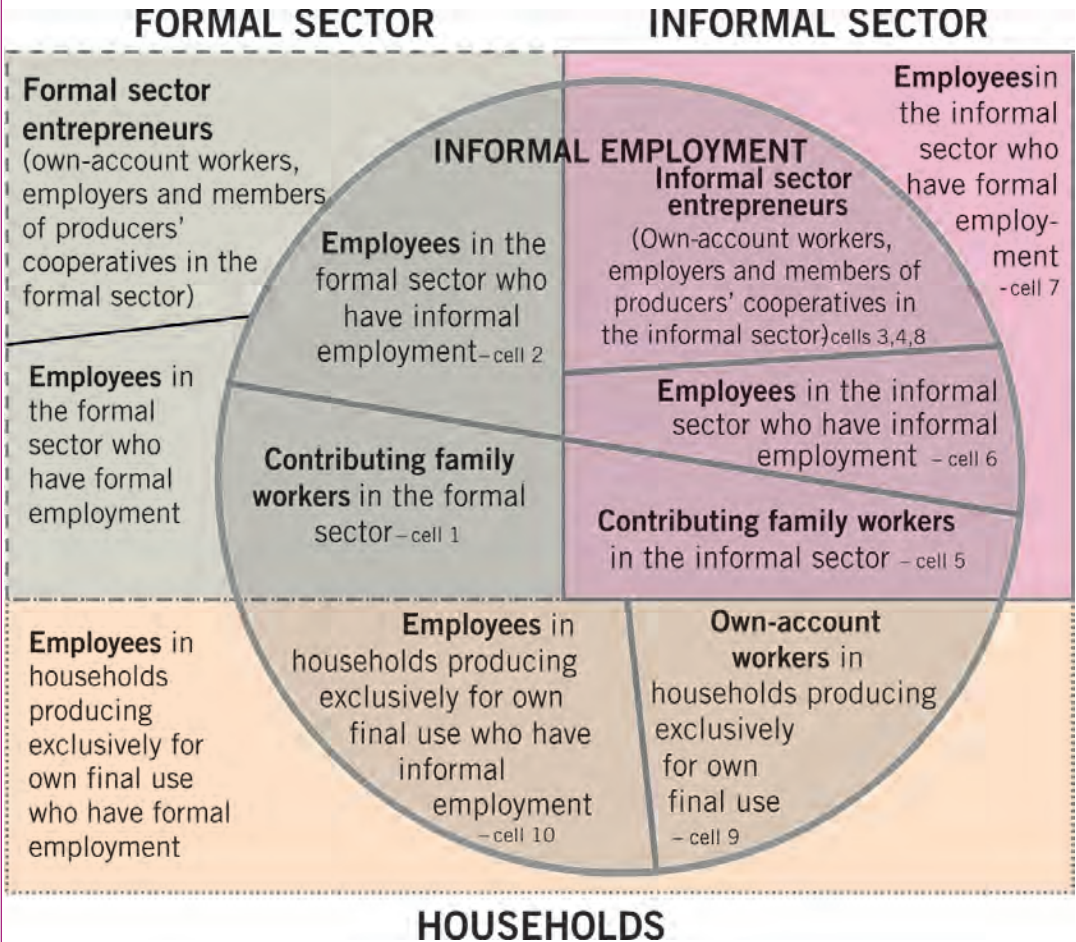 FORMAL SECTOR
INFORMAL SECTOR
Formal sector
entrepreneurs
(own-account workers,
employers and members
of producers'
cooperatives in the
formal sector)
Employees in
the formal
sector who
have formal
employment
INFORMAL EMPLOYMENT
Employees in the
formal sector who
have informal
employment–cell 2
Contributing family
workers in the formal
sector–cell 1
Informal sector
entrepreneurs
(Own-account workers,
employers and members of
producers' cooperatives in
the informal sector)cells 3,4,8
Employees in the informal
sector who have informal
employment – cell 6
Contributing family workers
in the informal sector – cell 5
Employeesin
the informal
sector who
have formal
employ-
ment
-cell 7
Employees in
households
producing
exclusively for
own final use
who have formal
employment
Employees in
households producing
exclusively for own
final use who have
informal
employment
–cell 10
Own-account
workers in
households producing
exclusively
for own
final use
– cell 9
HOUSEHOLDS